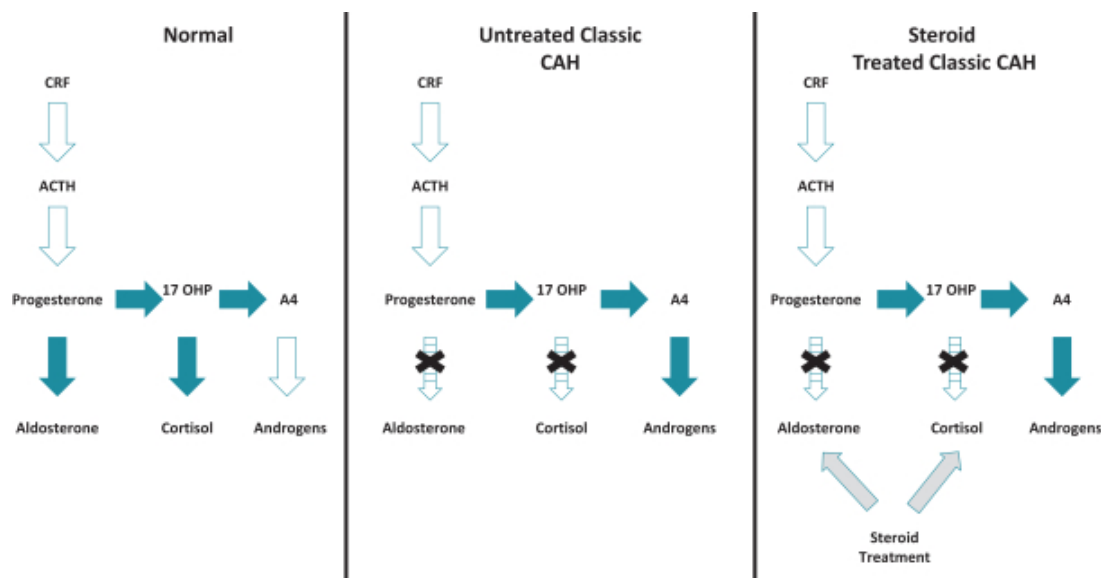 Normal
CRF
ACTH
Progesterone
17 OHP
A4
Aldosterone
Cortisol
Androgens
Untreated Classic
CAH
CRF
ACTH
Progesterone
17 OHP
A4
Aldosterone
Cortisol
Androgens
Steroid
Treated Classic CAH
CRF
ACTH
Progesterone
17 OHP
A4
Aldosterone
Cortisol
Androgens
Steroid
Treatment